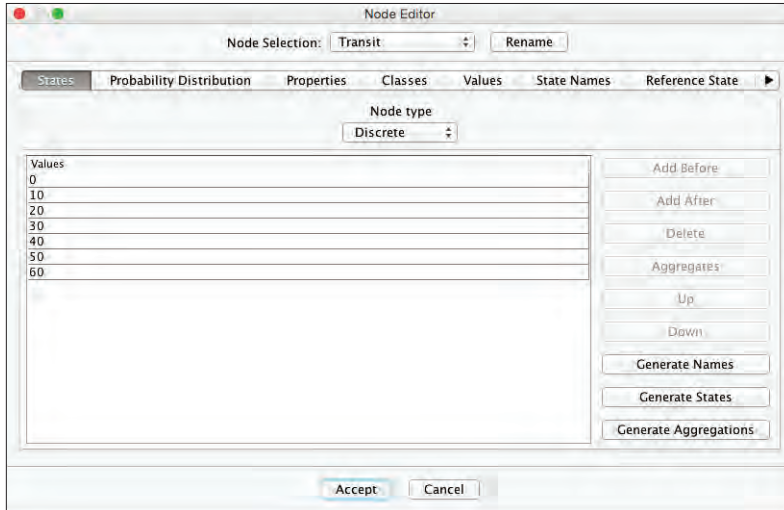 Node Editor
Node Selection: Transit Rename
States Probability Distribution Properties Classes Values State Names Reference State
Node type
Discrete
Values
0
10
20
30
40
50
60
Add Before
Add After
Delete
Aggregates
Up
Down
Generate Names
Generate States
Generate Aggregations
Accept Cancel